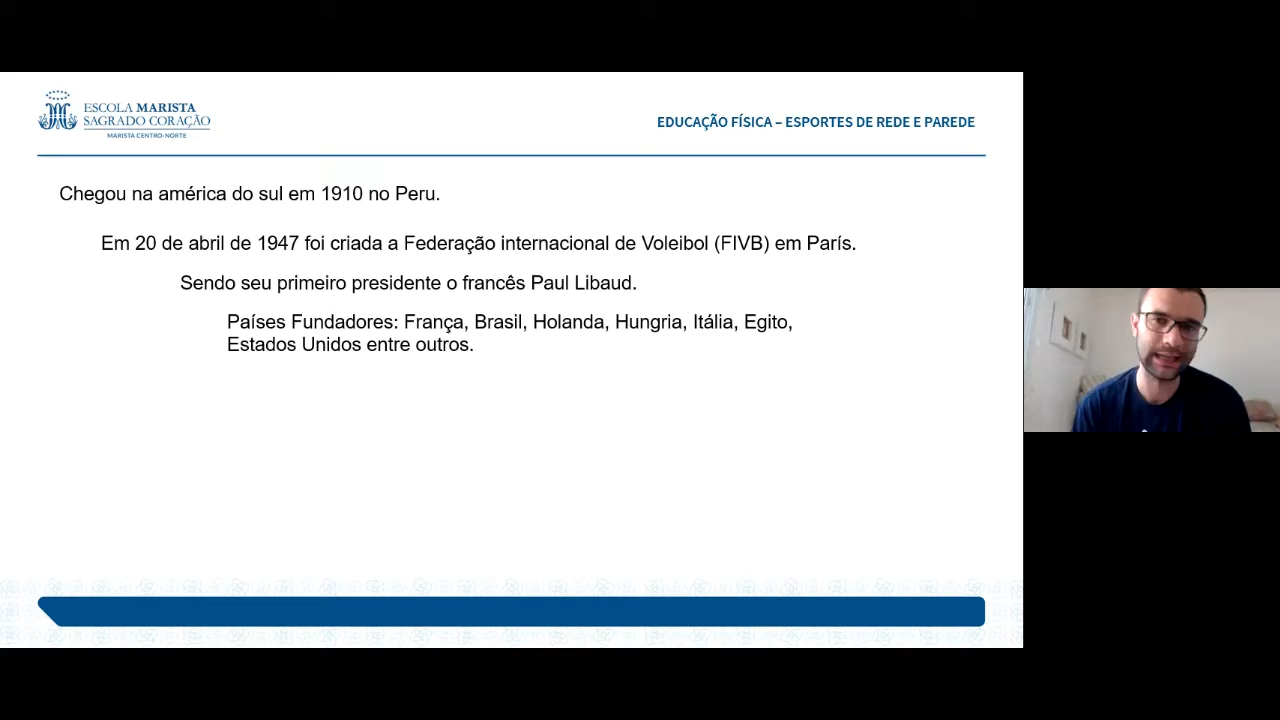 ESCOLA MARISTA
SAGRADO CORAÇÃO
MARISTA CENTRO-NORTE
EDUCAÇÃO FÍSICA – ESPORTES DE REDE E PAREDE
Chegou na américa do sul em 1910 no Peru.
Em 20 de abril de 1947 foi criada a Federação internacional de Voleibol (FIVB) em París.
Sendo seu primeiro presidente o francês Paul Libaud.
Países Fundadores: França, Brasil, Holanda, Hungria, Itália, Egito,
Estados Unidos entre outros.